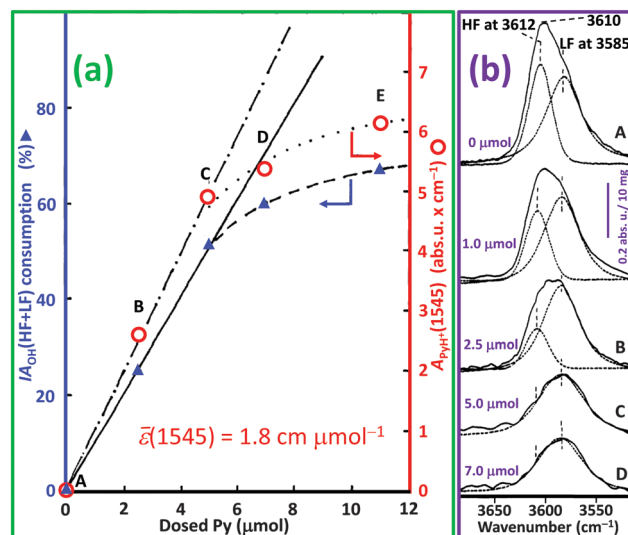 (a)
IA_OH(HF+LF) consumption (%)
100
80
60
40
20
0
A
B
C
D
E
ε̄(1545) = 1.8 cm μmol⁻¹
0
2
4
6
8
10
12
Dosed Py (μmol)
7
6
5
4
3
2
1
0
A_PyH⁺(1545) (abs.u. x cm⁻¹)
(b)
HF at 3612
3610
LF at 3585
0 μmol
A
0.2 abs. u./ 10 mg
1.0 μmol
2.5 μmol
B
5.0 μmol
C
7.0 μmol
D
3650
3600
3550
Wavenumber (cm⁻¹)